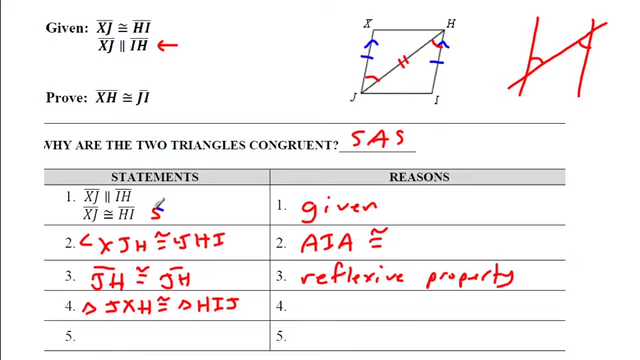 Given: XJ ≅ HI
XJ ∥ IH ←
Prove: XH ≅ JI
X H
J I
WHY ARE THE TWO TRIANGLES CONGRUENT? SAS
STATEMENTS REASONS
1. XJ ∥ IH
XJ ≅ HI S
1. given
2. <XJH ≅ <JHI
2. AIA ≅
3. JH ≅ JH
3. reflexive property
4. △JXH ≅ △HIJ
4.
5.
5.